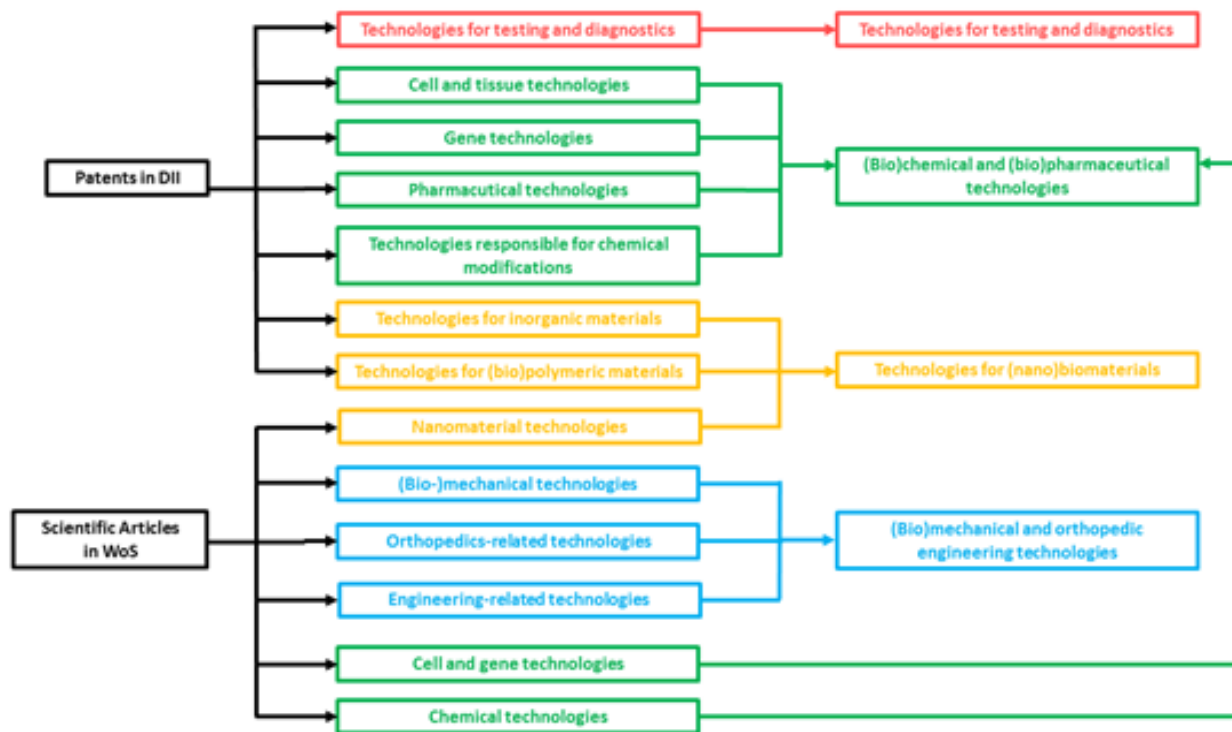 Technologies for testing and diagnostics
Technologies for testing and diagnostics
Cell and tissue technologies
Gene technologies
(Bio)chemical and (bio)pharmaceutical
technologies
Patents in DII
Pharmacutical technologies
Technologies responsible for chemical
modifications
Technologies for inorganic materials
Technologies for (bio)polymeric materials
Technologies for (nano)biomaterials
Nanomaterial technologies
(Bio-)mechanical technologies
Scientific Articles
in WoS
Orthopedics-related technologies
(Bio)mechanical and orthopedic
engineering technologies
Engineering-related technologies
Cell and gene technologies
Chemical technologies